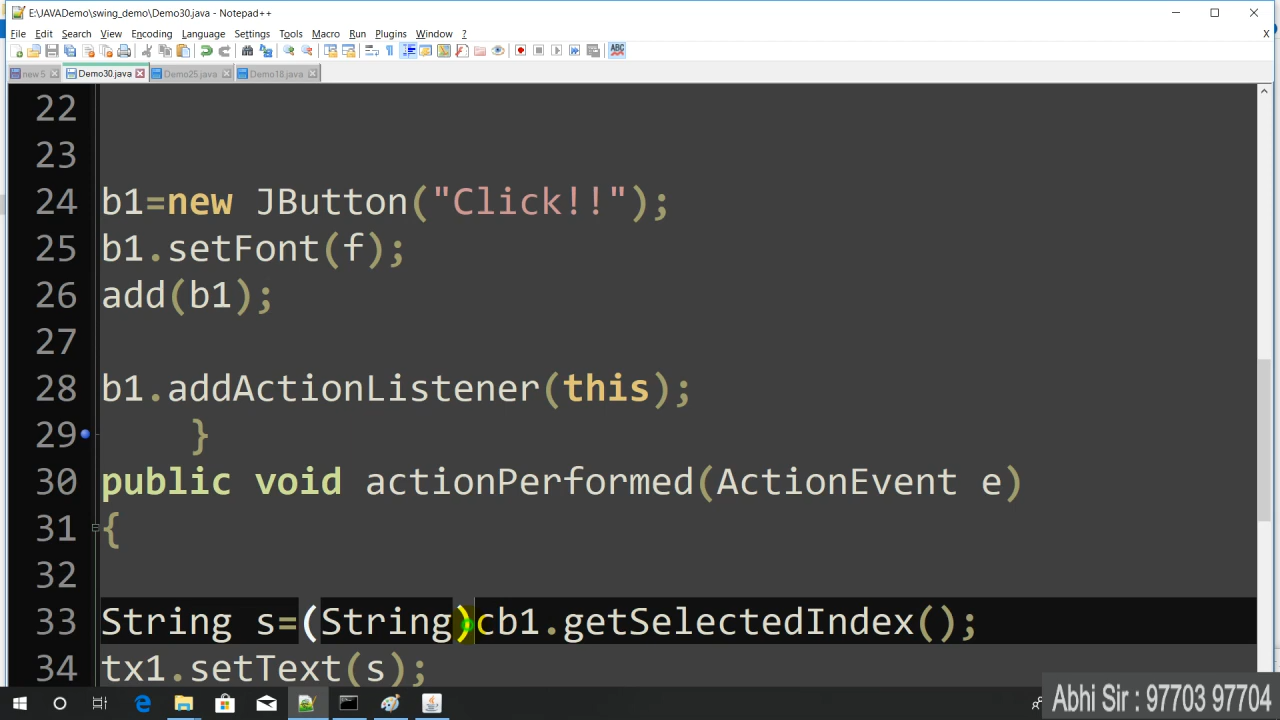 E:\JAVADemo\swing_demo\Demo30.java - Notepad++
File Edit Search View Encoding Language Settings Tools Macro Run Plugins Window ? X
new 5 Demo30.java Demo25.java Demo18.java
22
23
24 b1=new JButton("Click!!");
25 b1.setFont(f);
26 add(b1);
27
28 b1.addActionListener(this);
29 }
30 public void actionPerformed(ActionEvent e)
31 {
32
33 String s=(String)cb1.getSelectedIndex();
34 tx1.setText(s);
Abhi Sir : 97703 97704